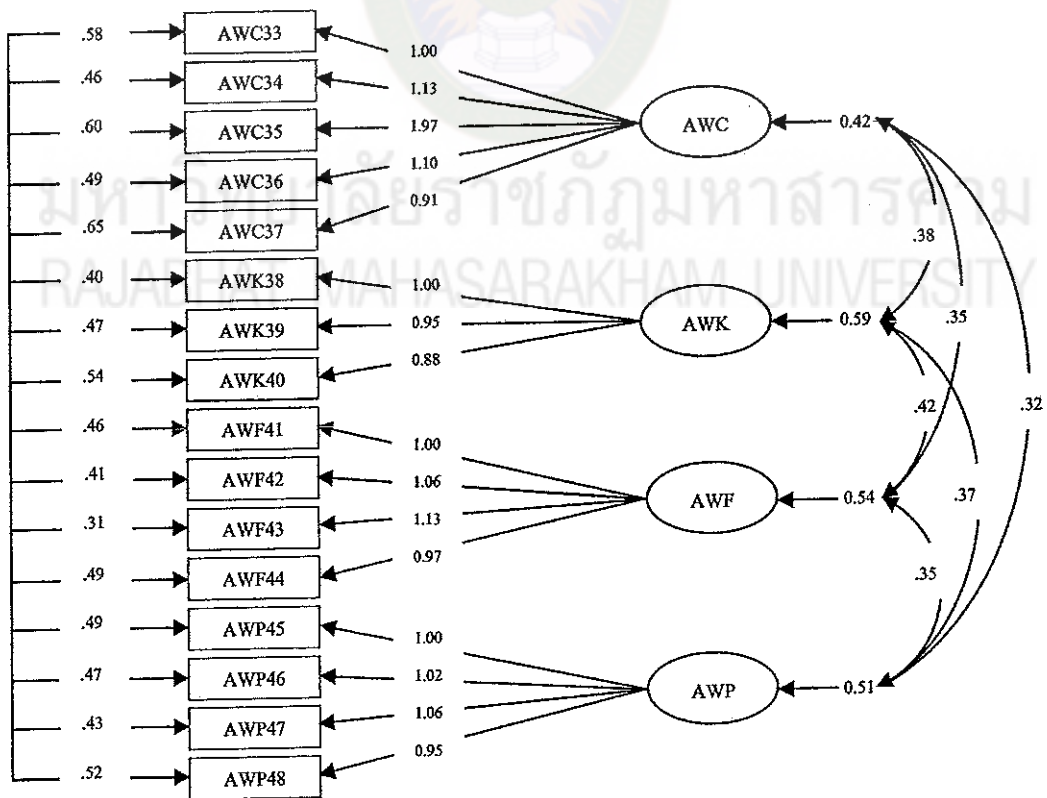 .58 AWC33 1.00
.46 AWC34 1.13
.60 AWC35 1.97 AWC 0.42
.49 AWC36 1.10
.65 AWC37 0.91
มหาวิทยาลัยราชภัฏมหาสารคาม
RAJABHAT MAHASARAKHAM UNIVERSITY
.38
.40 AWK38 1.00
.47 AWK39 0.95 AWK 0.59 .35
.54 AWK40 0.88
.42 .32
.46 AWF41 1.00
.41 AWF42 1.06 AWF 0.54 .37
.31 AWF43 1.13
.49 AWF44 0.97
.35
.49 AWP45 1.00
.47 AWP46 1.02 AWP 0.51
.43 AWP47 1.06
.52 AWP48 0.95